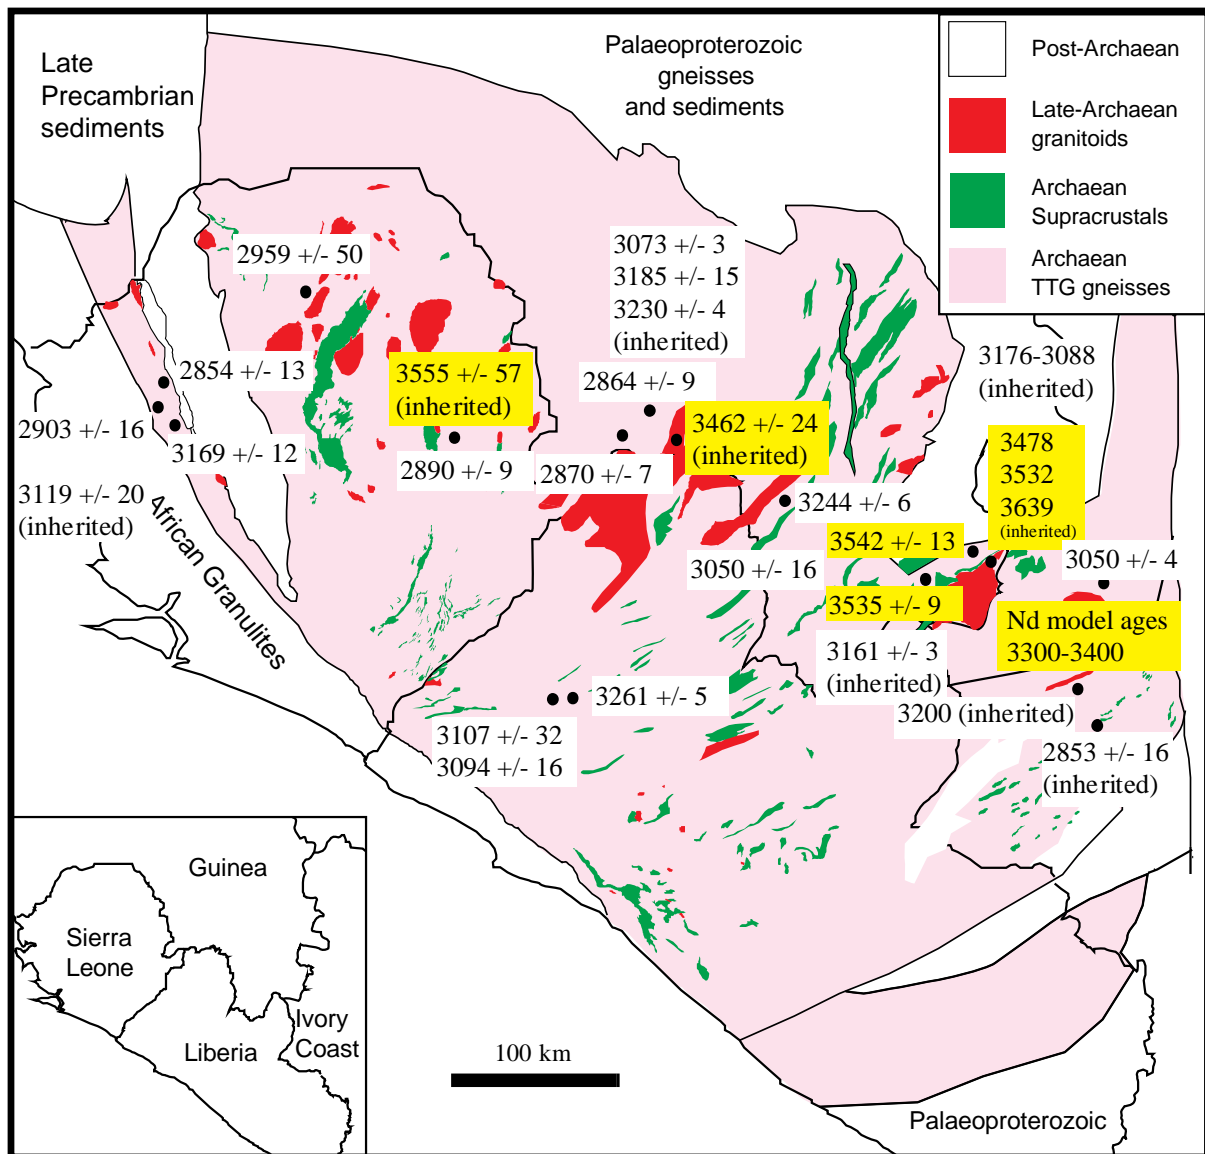 Late
Precambrian
sediments
Palaeoproterozoic
gneisses
and sediments
Post-Archaean
Late-Archaean
granitoids
Archaean
Supracrustals
Archaean
TTG gneisses
2959 +/- 50
3073 +/- 3
3185 +/- 15
3230 +/- 4
(inherited)
2854 +/- 13
3555 +/- 57
(inherited)
2864 +/- 9
3176-3088
(inherited)
2903 +/- 16
3169 +/- 12
2890 +/- 9
2870 +/- 7
3462 +/- 24
(inherited)
3478
3532
3639
(inherited)
3119 +/- 20
(inherited)
African Granulites
3244 +/- 6
3542 +/- 13
3050 +/- 16
3050 +/- 4
3535 +/- 9
Nd model ages
3300-3400
3161 +/- 3
(inherited)
3261 +/- 5
3200 (inherited)
3107 +/- 32
3094 +/- 16
2853 +/- 16
(inherited)
Guinea
Sierra
Leone
Ivory
Coast
Liberia
100 km
Palaeoproterozoic